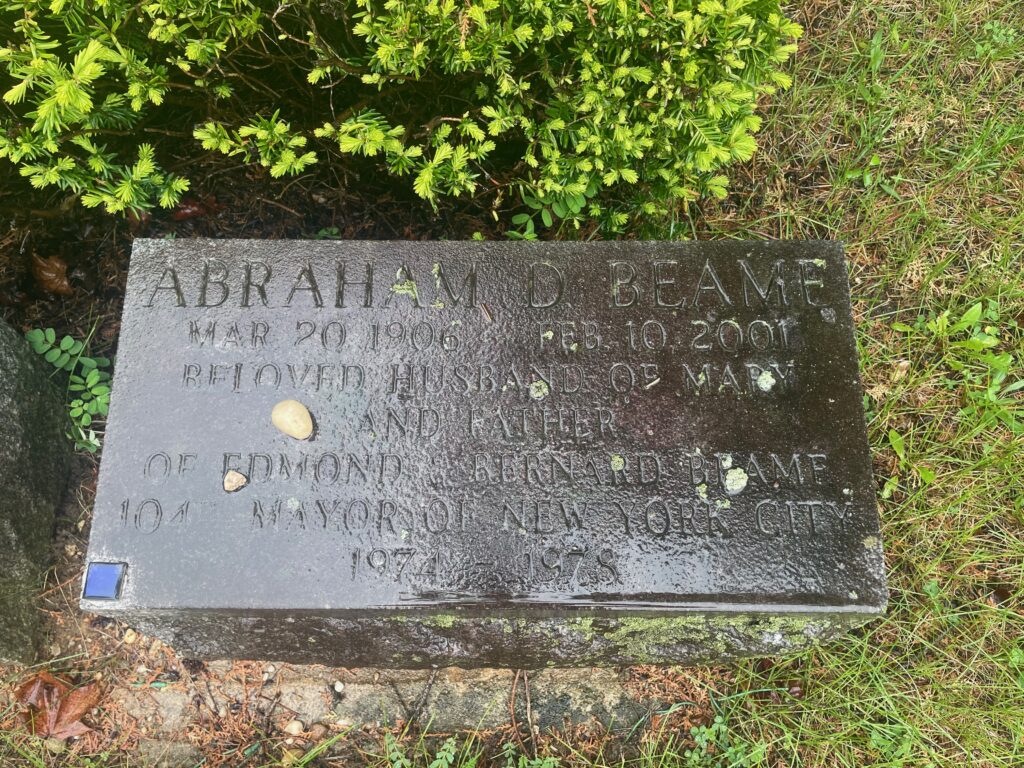 ABRAHAM D. BEAME
MAR. 20, 1906 - FEB. 10, 2001
BELOVED HUSBAND OF MARY
AND FATHER
OF EDMOND & BERNARD BEAME
104TH MAYOR OF NEW YORK CITY
1974 - 1978